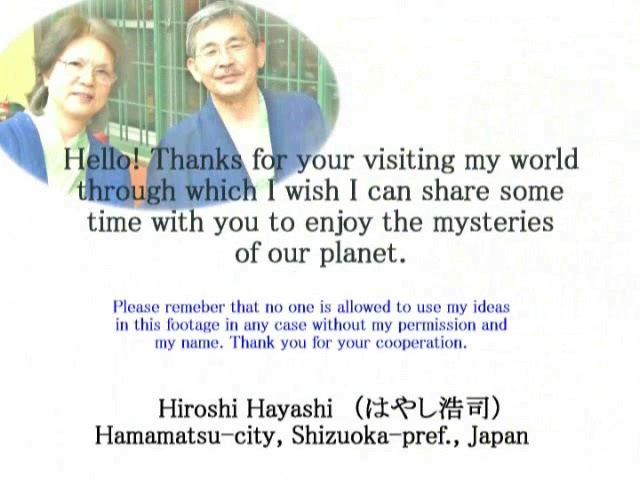 Hello! Thanks for your visiting my world
through which I wish I can share some
time with you to enjoy the mysteries
of our planet.
Please remeber that no one is allowed to use my ideas
in this footage in any case without my permission and
my name. Thank you for your cooperation.
Hiroshi Hayashi （はやし浩司）
Hamamatsu-city, Shizuoka-pref., Japan